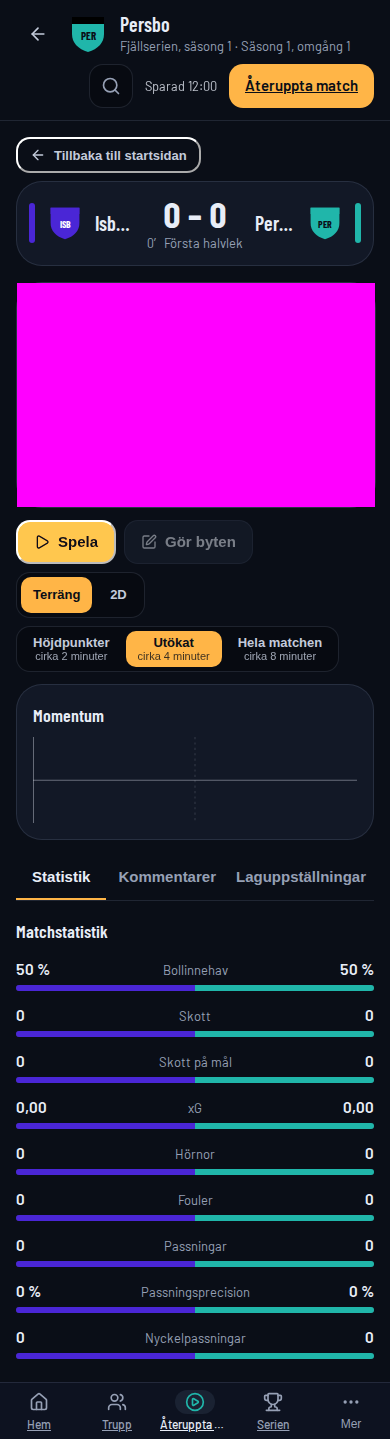 Persbo
PER
Fjällserien, säsong 1 · Säsong 1, omgång 1
Sparad 12:00
Återuppta match
Tillbaka till startsidan
ISB
Isb...
0 – 0
Per...
PER
0′ Första halvlek
Spela
Gör byten
Terräng
2D
Höjdpunkter
cirka 2 minuter
Utökat
cirka 4 minuter
Hela matchen
cirka 8 minuter
Momentum
Statistik
Kommentarer
Laguppställningar
Matchstatistik
50 % Bollinnehav 50 %
0 Skott 0
0 Skott på mål 0
0,00 xG 0,00
0 Hörnor 0
0 Fouler 0
0 Passningar 0
0 % Passningsprecision 0 %
0 Nyckelpassningar 0
Hem
Trupp
Återuppta ...
Serien
Mer